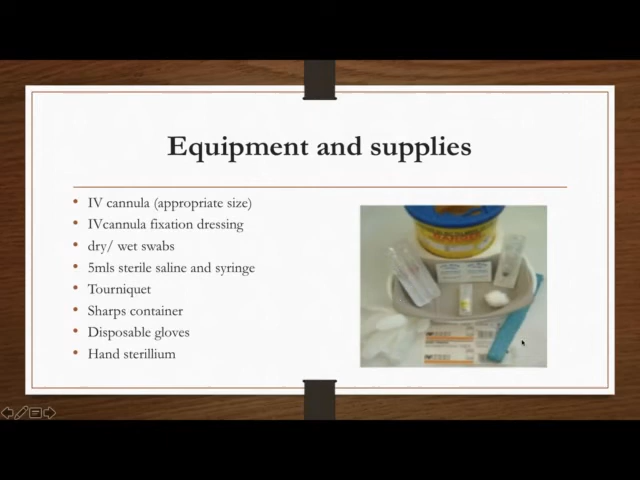 Equipment and supplies
• IV cannula (appropriate size)
• IVcannula fixation dressing
• dry/ wet swabs
• 5mls sterile saline and syringe
• Tourniquet
• Sharps container
• Disposable gloves
• Hand sterillium